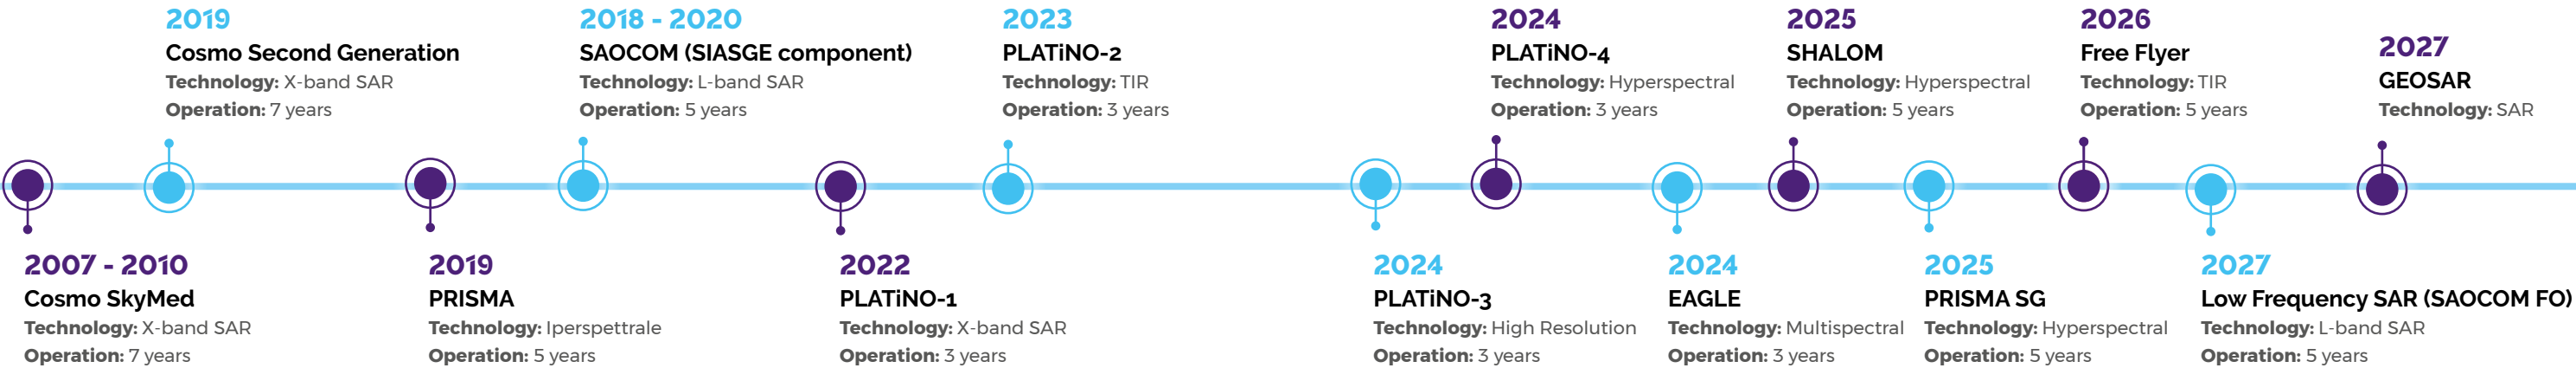 2007 - 2010
Cosmo SkyMed
Technology: X-band SAR
Operation: 7 years
2019
Cosmo Second Generation
Technology: X-band SAR
Operation: 7 years
2019
PRISMA
Technology: Iperspettrale
Operation: 5 years
2018 - 2020
SAOCOM (SIASGE component)
Technology: L-band SAR
Operation: 5 years
2022
PLATiNO-1
Technology: X-band SAR
Operation: 3 years
2023
PLATiNO-2
Technology: TIR
Operation: 3 years
2024
PLATiNO-3
Technology: High Resolution
Operation: 3 years
2024
PLATiNO-4
Technology: Hyperspectral
Operation: 3 years
2024
EAGLE
Technology: Multispectral
Operation: 3 years
2025
SHALOM
Technology: Hyperspectral
Operation: 5 years
2025
PRISMA SG
Technology: Hyperspectral
Operation: 5 years
2026
Free Flyer
Technology: TIR
Operation: 5 years
2027
Low Frequency SAR (SAOCOM FO)
Technology: L-band SAR
Operation: 5 years
2027
GEOSAR
Technology: SAR